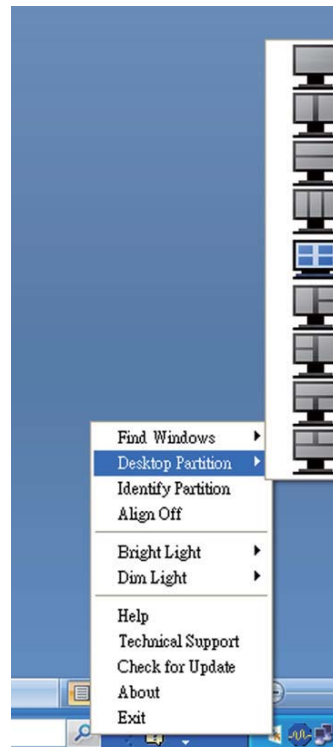 Find Windows
Desktop Partition
Identify Partition
Align Off
Bright Light
Dim Light
Help
Technical Support
Check for Update
About
Exit